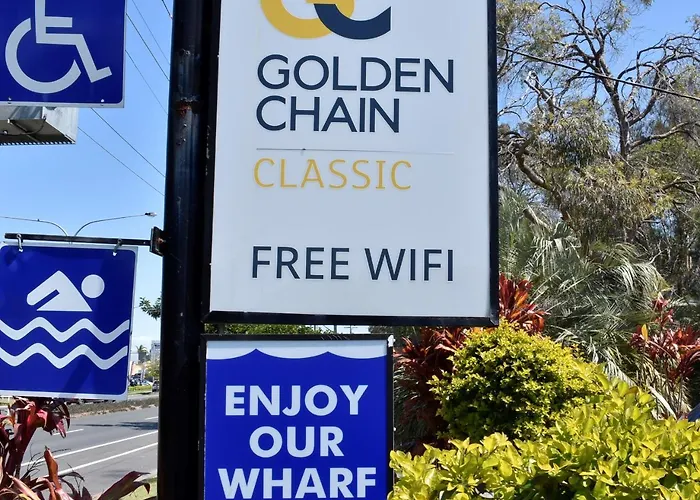 GOLDEN
CHAIN
CLASSIC
FREE WIFI
ENJOY
OUR
WHARF